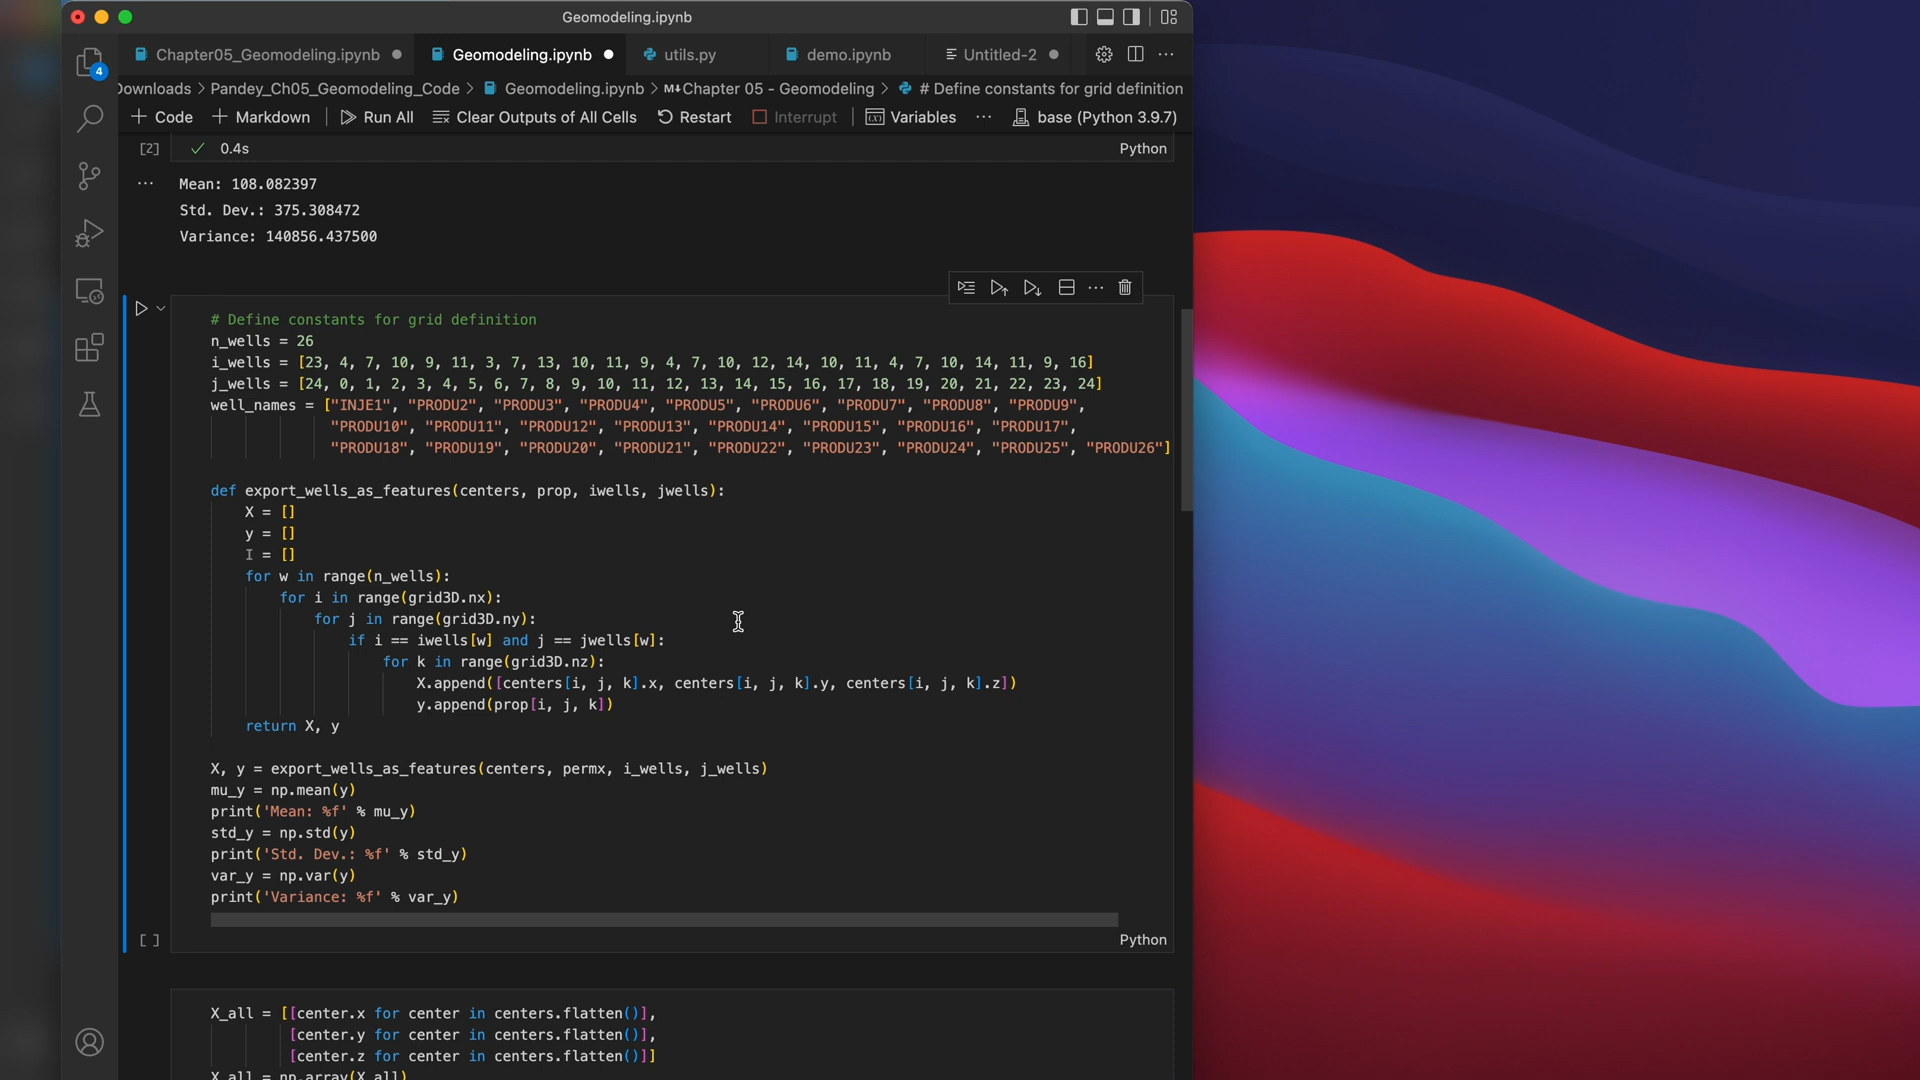 Geomodeling.ipynb
Chapter05_Geomodeling.ipynb
Geomodeling.ipynb
utils.py
demo.ipynb
Untitled-2
4
Downloads > Pandey_Ch05_Geomodeling_Code > Geomodeling.ipynb > M↓Chapter 05 - Geomodeling > # Define constants for grid definition
+ Code + Markdown Run All Clear Outputs of All Cells Restart Interrupt Variables ··· base (Python 3.9.7)
[2] ✓ 0.4s Python
··· Mean: 108.082397
Std. Dev.: 375.308472
Variance: 140856.437500
# Define constants for grid definition
n_wells = 26
i_wells = [23, 4, 7, 10, 9, 11, 3, 7, 13, 10, 11, 9, 4, 7, 10, 12, 14, 10, 11, 4, 7, 10, 14, 11, 9, 16]
j_wells = [24, 0, 1, 2, 3, 4, 5, 6, 7, 8, 9, 10, 11, 12, 13, 14, 15, 16, 17, 18, 19, 20, 21, 22, 23, 24]
well_names = ["INJE1", "PRODU2", "PRODU3", "PRODU4", "PRODU5", "PRODU6", "PRODU7", "PRODU8", "PRODU9",
"PRODU10", "PRODU11", "PRODU12", "PRODU13", "PRODU14", "PRODU15", "PRODU16", "PRODU17",
"PRODU18", "PRODU19", "PRODU20", "PRODU21", "PRODU22", "PRODU23", "PRODU24", "PRODU25", "PRODU26"]
def export_wells_as_features(centers, prop, iwells, jwells):
X = []
y = []
I = []
for w in range(n_wells):
for i in range(grid3D.nx):
for j in range(grid3D.ny):
if i == iwells[w] and j == jwells[w]:
for k in range(grid3D.nz):
X.append([centers[i, j, k].x, centers[i, j, k].y, centers[i, j, k].z])
y.append(prop[i, j, k])
return X, y
X, y = export_wells_as_features(centers, permx, i_wells, j_wells)
mu_y = np.mean(y)
print('Mean: %f' % mu_y)
std_y = np.std(y)
print('Std. Dev.: %f' % std_y)
var_y = np.var(y)
print('Variance: %f' % var_y)
[ ] Python
X_all = [[center.x for center in centers.flatten()],
[center.y for center in centers.flatten()],
[center.z for center in centers.flatten()]]
X_all = np.array(X_all)